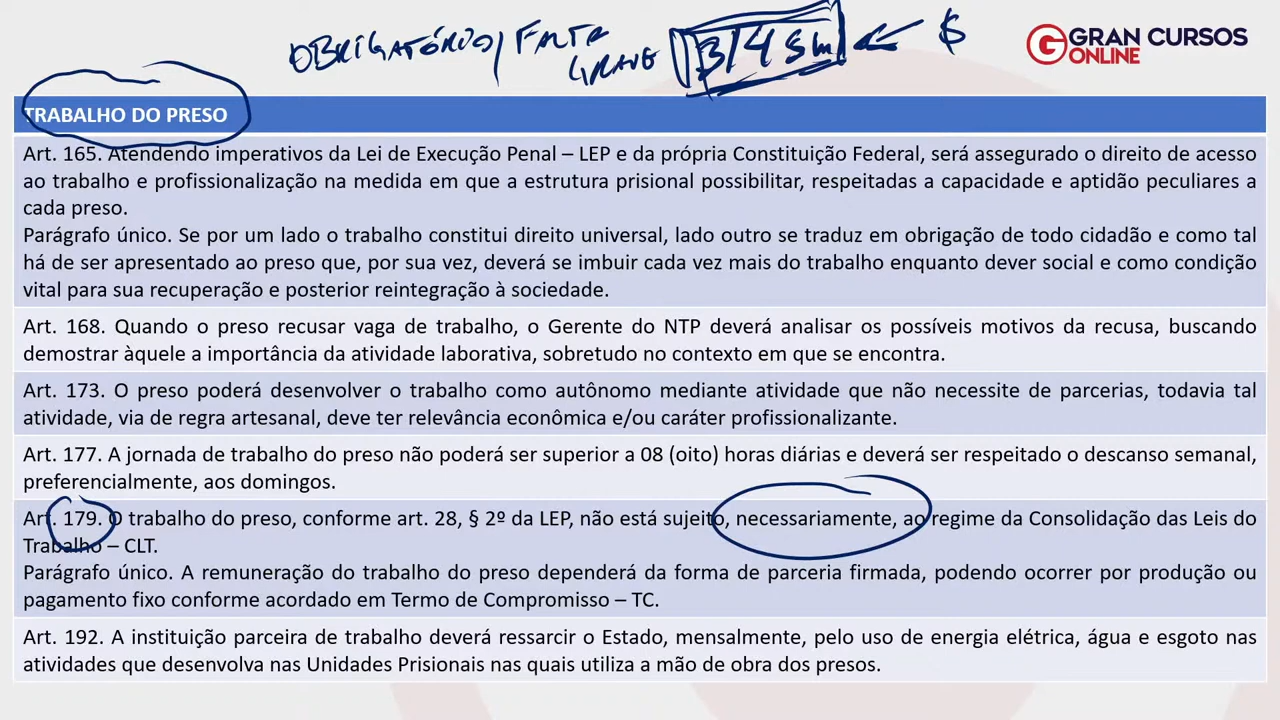 OBRIGATÓRIO/ FALTA
GRAVE
3/4 Sm
$
GRAN CURSOS
ONLINE
TRABALHO DO PRESO
Art. 165. Atendendo imperativos da Lei de Execução Penal – LEP e da própria Constituição Federal, será assegurado o direito de acesso
ao trabalho e profissionalização na medida em que a estrutura prisional possibilitar, respeitadas a capacidade e aptidão peculiares a
cada preso.
Parágrafo único. Se por um lado o trabalho constitui direito universal, lado outro se traduz em obrigação de todo cidadão e como tal
há de ser apresentado ao preso que, por sua vez, deverá se imbuir cada vez mais do trabalho enquanto dever social e como condição
vital para sua recuperação e posterior reintegração à sociedade.
Art. 168. Quando o preso recusar vaga de trabalho, o Gerente do NTP deverá analisar os possíveis motivos da recusa, buscando
demostrar àquele a importância da atividade laborativa, sobretudo no contexto em que se encontra.
Art. 173. O preso poderá desenvolver o trabalho como autônomo mediante atividade que não necessite de parcerias, todavia tal
atividade, via de regra artesanal, deve ter relevância econômica e/ou caráter profissionalizante.
Art. 177. A jornada de trabalho do preso não poderá ser superior a 08 (oito) horas diárias e deverá ser respeitado o descanso semanal,
preferencialmente, aos domingos.
Art. 179. O trabalho do preso, conforme art. 28, § 2º da LEP, não está sujeito, necessariamente, ao regime da Consolidação das Leis do
Trabalho – CLT.
Parágrafo único. A remuneração do trabalho do preso dependerá da forma de parceria firmada, podendo ocorrer por produção ou
pagamento fixo conforme acordado em Termo de Compromisso – TC.
Art. 192. A instituição parceira de trabalho deverá ressarcir o Estado, mensalmente, pelo uso de energia elétrica, água e esgoto nas
atividades que desenvolva nas Unidades Prisionais nas quais utiliza a mão de obra dos presos.